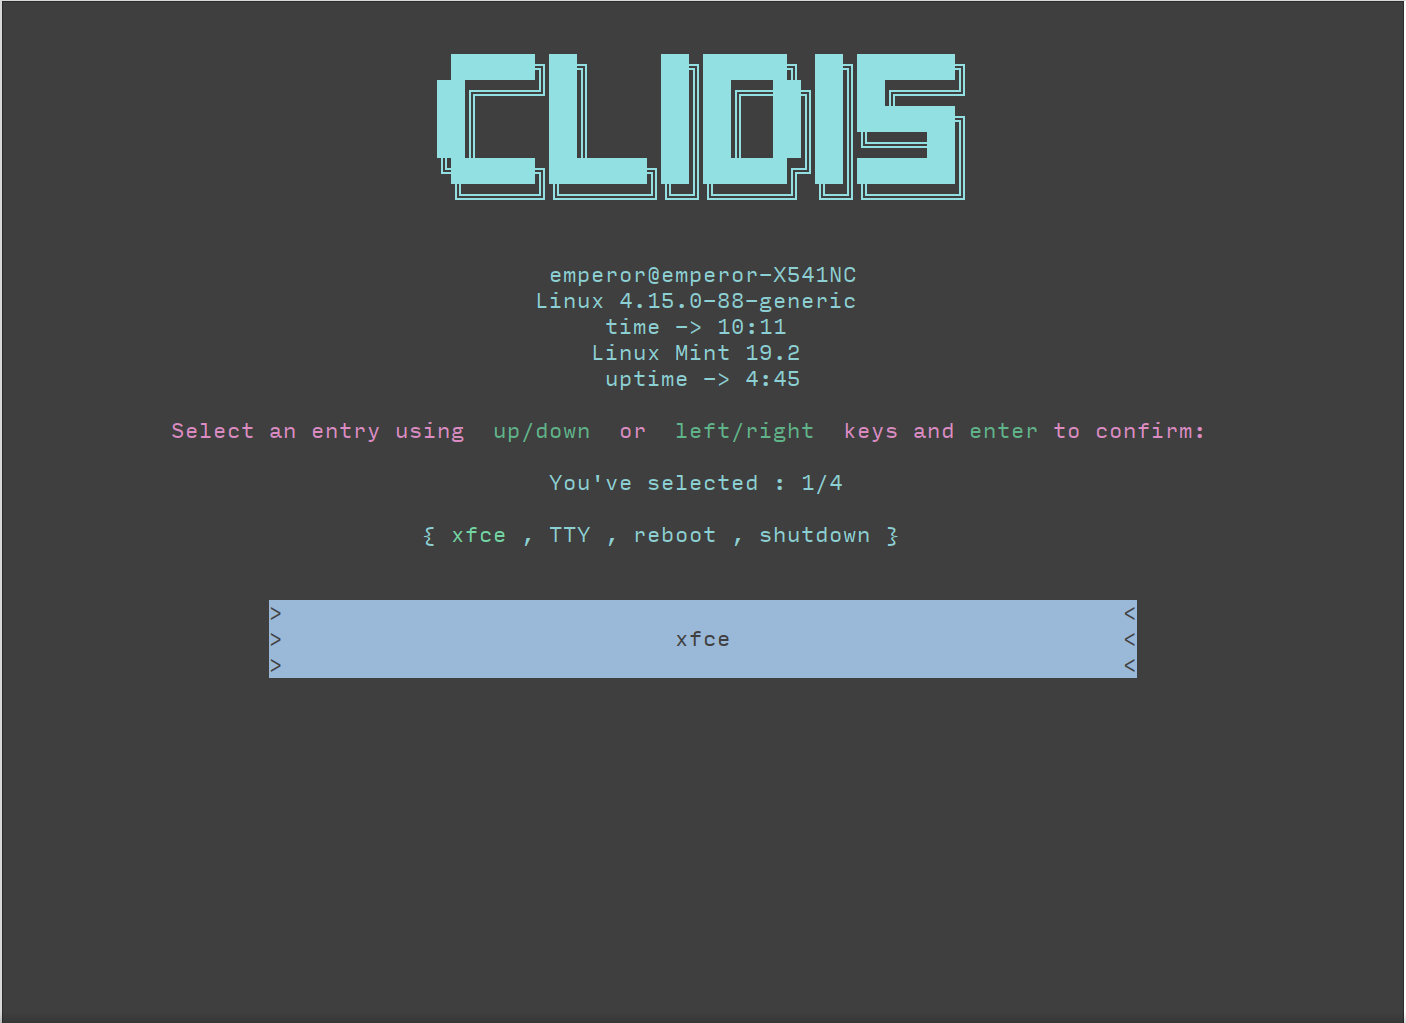 CLIDIS
emperor@emperor-X541NC
Linux 4.15.0-88-generic
time -> 10:11
Linux Mint 19.2
uptime -> 4:45
Select an entry using up/down or left/right keys and enter to confirm:
You've selected : 1/4
{ xfce , TTY , reboot , shutdown }
> <
> xfce <
> <